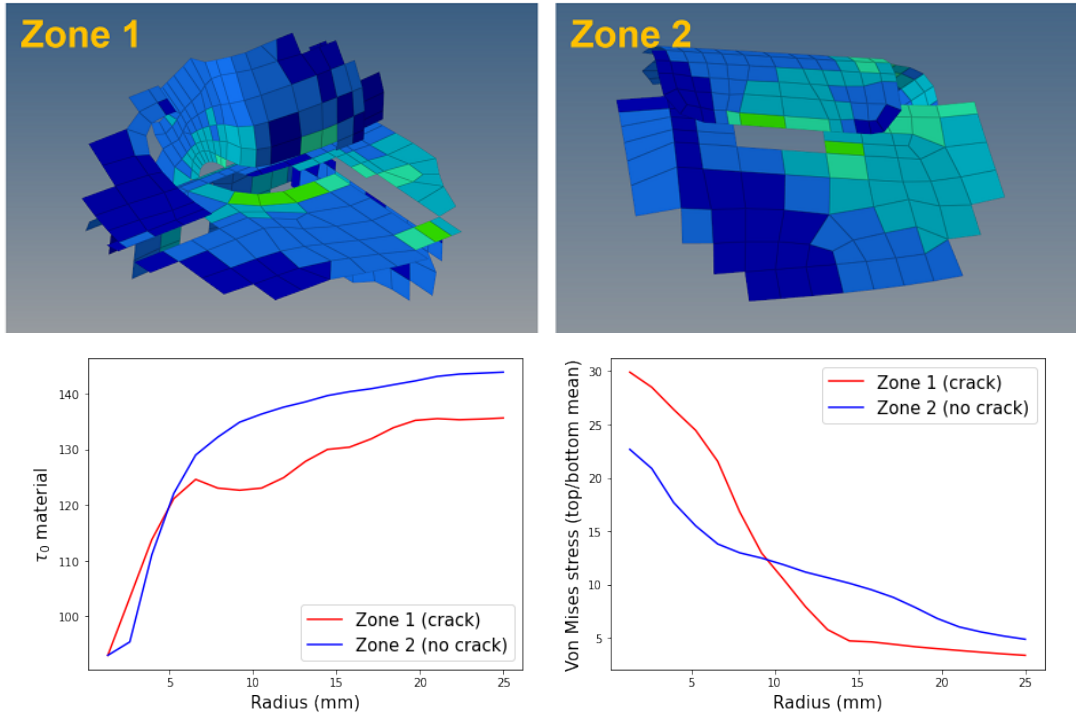 Zone 1
Zone 2
τ0 material
140
130
120
110
100
5
10
15
20
25
Radius (mm)
Zone 1 (crack)
Zone 2 (no crack)
Von Mises stress (top/bottom mean)
30
25
20
15
10
5
5
10
15
20
25
Radius (mm)
Zone 1 (crack)
Zone 2 (no crack)